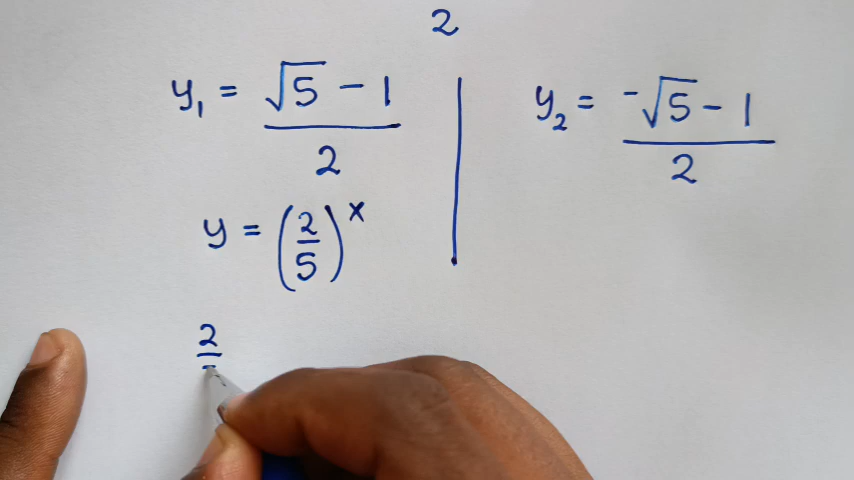 2
y₁ = (√5 - 1)/2
y₂ = (-√5 - 1)/2
y = (2/5)^x
2